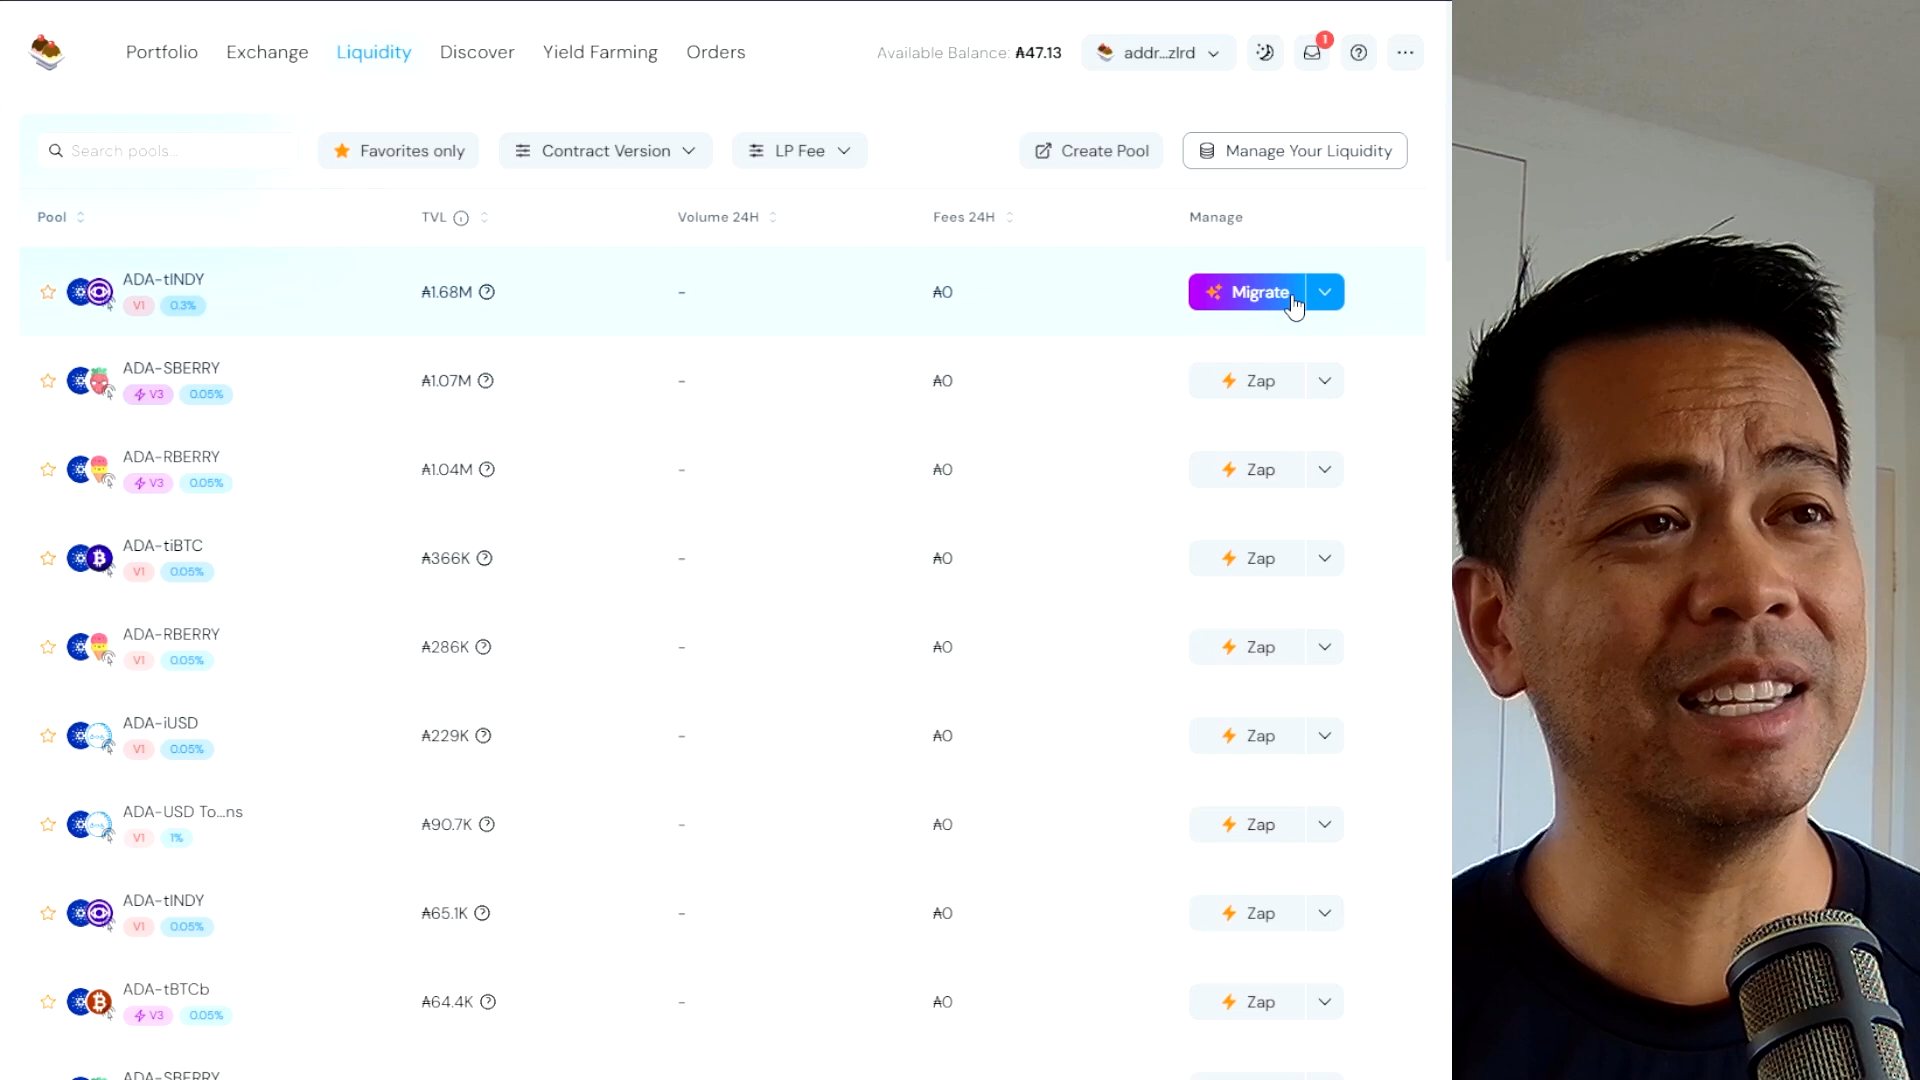 Portfolio Exchange Liquidity Discover Yield Farming Orders Available Balance: ₳47.13 addr...zlrd 1
Search pools... Favorites only Contract Version LP Fee Create Pool Manage Your Liquidity
Pool TVL Volume 24H Fees 24H Manage
ADA-tINDY
V1 0.3% ₳1.68M - ₳0 Migrate
ADA-SBERRY
V3 0.05% ₳1.07M - ₳0 Zap
ADA-RBERRY
V3 0.05% ₳1.04M - ₳0 Zap
ADA-tiBTC
V1 0.05% ₳366K - ₳0 Zap
ADA-RBERRY
V1 0.05% ₳286K - ₳0 Zap
ADA-iUSD
V1 0.05% ₳229K - ₳0 Zap
ADA-USD To...ns
V1 1% ₳90.7K - ₳0 Zap
ADA-tINDY
V1 0.05% ₳65.1K - ₳0 Zap
ADA-tBTCb
V3 0.05% ₳64.4K - ₳0 Zap
ADA-SBERRY